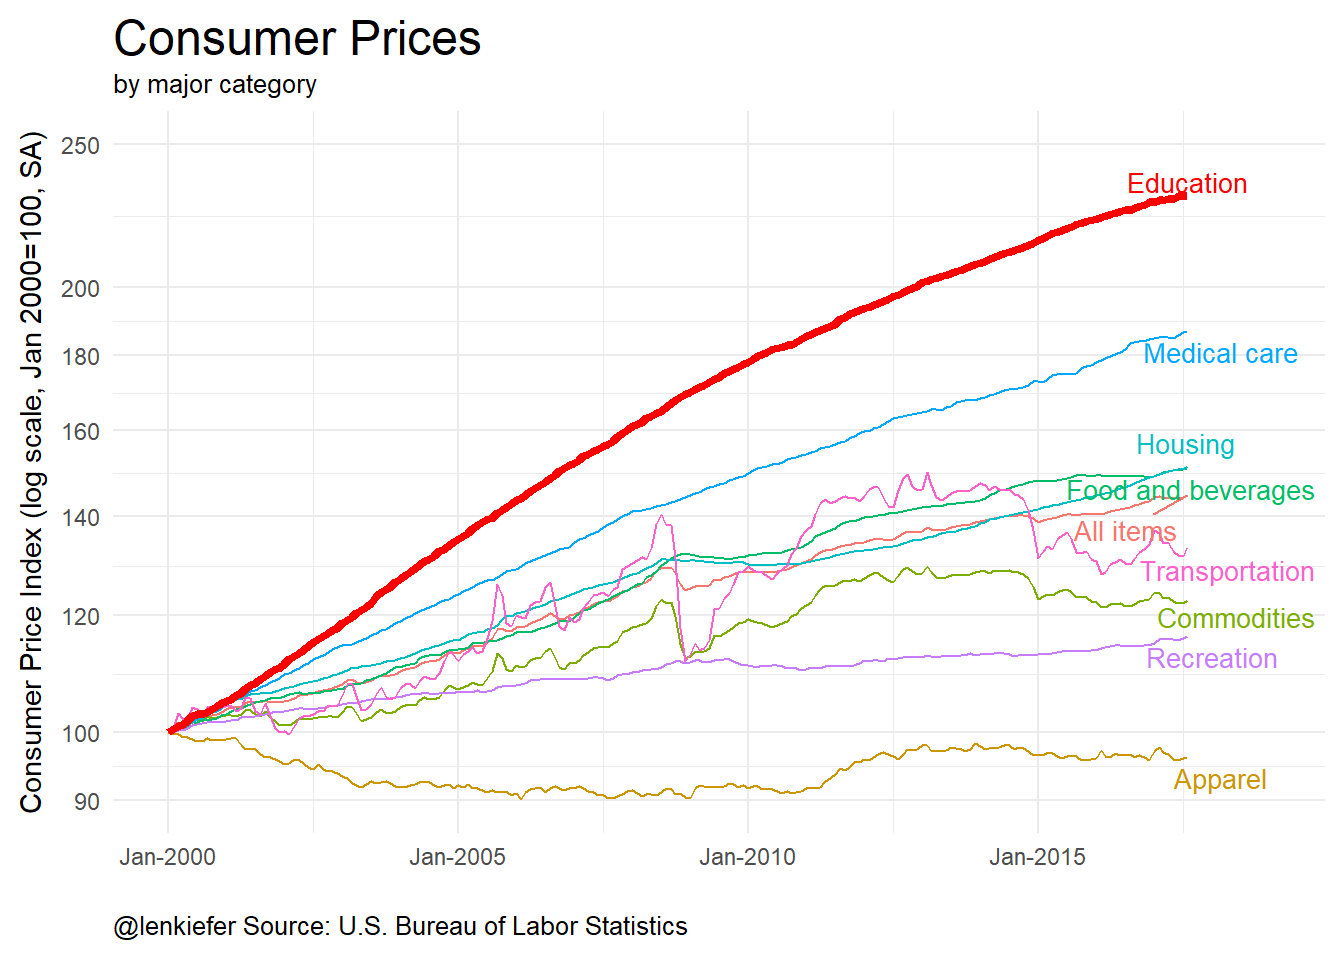 Consumer Prices
by major category
Consumer Price Index (log scale, Jan 2000=100, SA)
250
200
180
160
140
120
100
90
Education
Medical care
Housing
Food and beverages
All items
Transportation
Commodities
Recreation
Apparel
Jan-2000
Jan-2005
Jan-2010
Jan-2015
@lenkiefer Source: U.S. Bureau of Labor Statistics